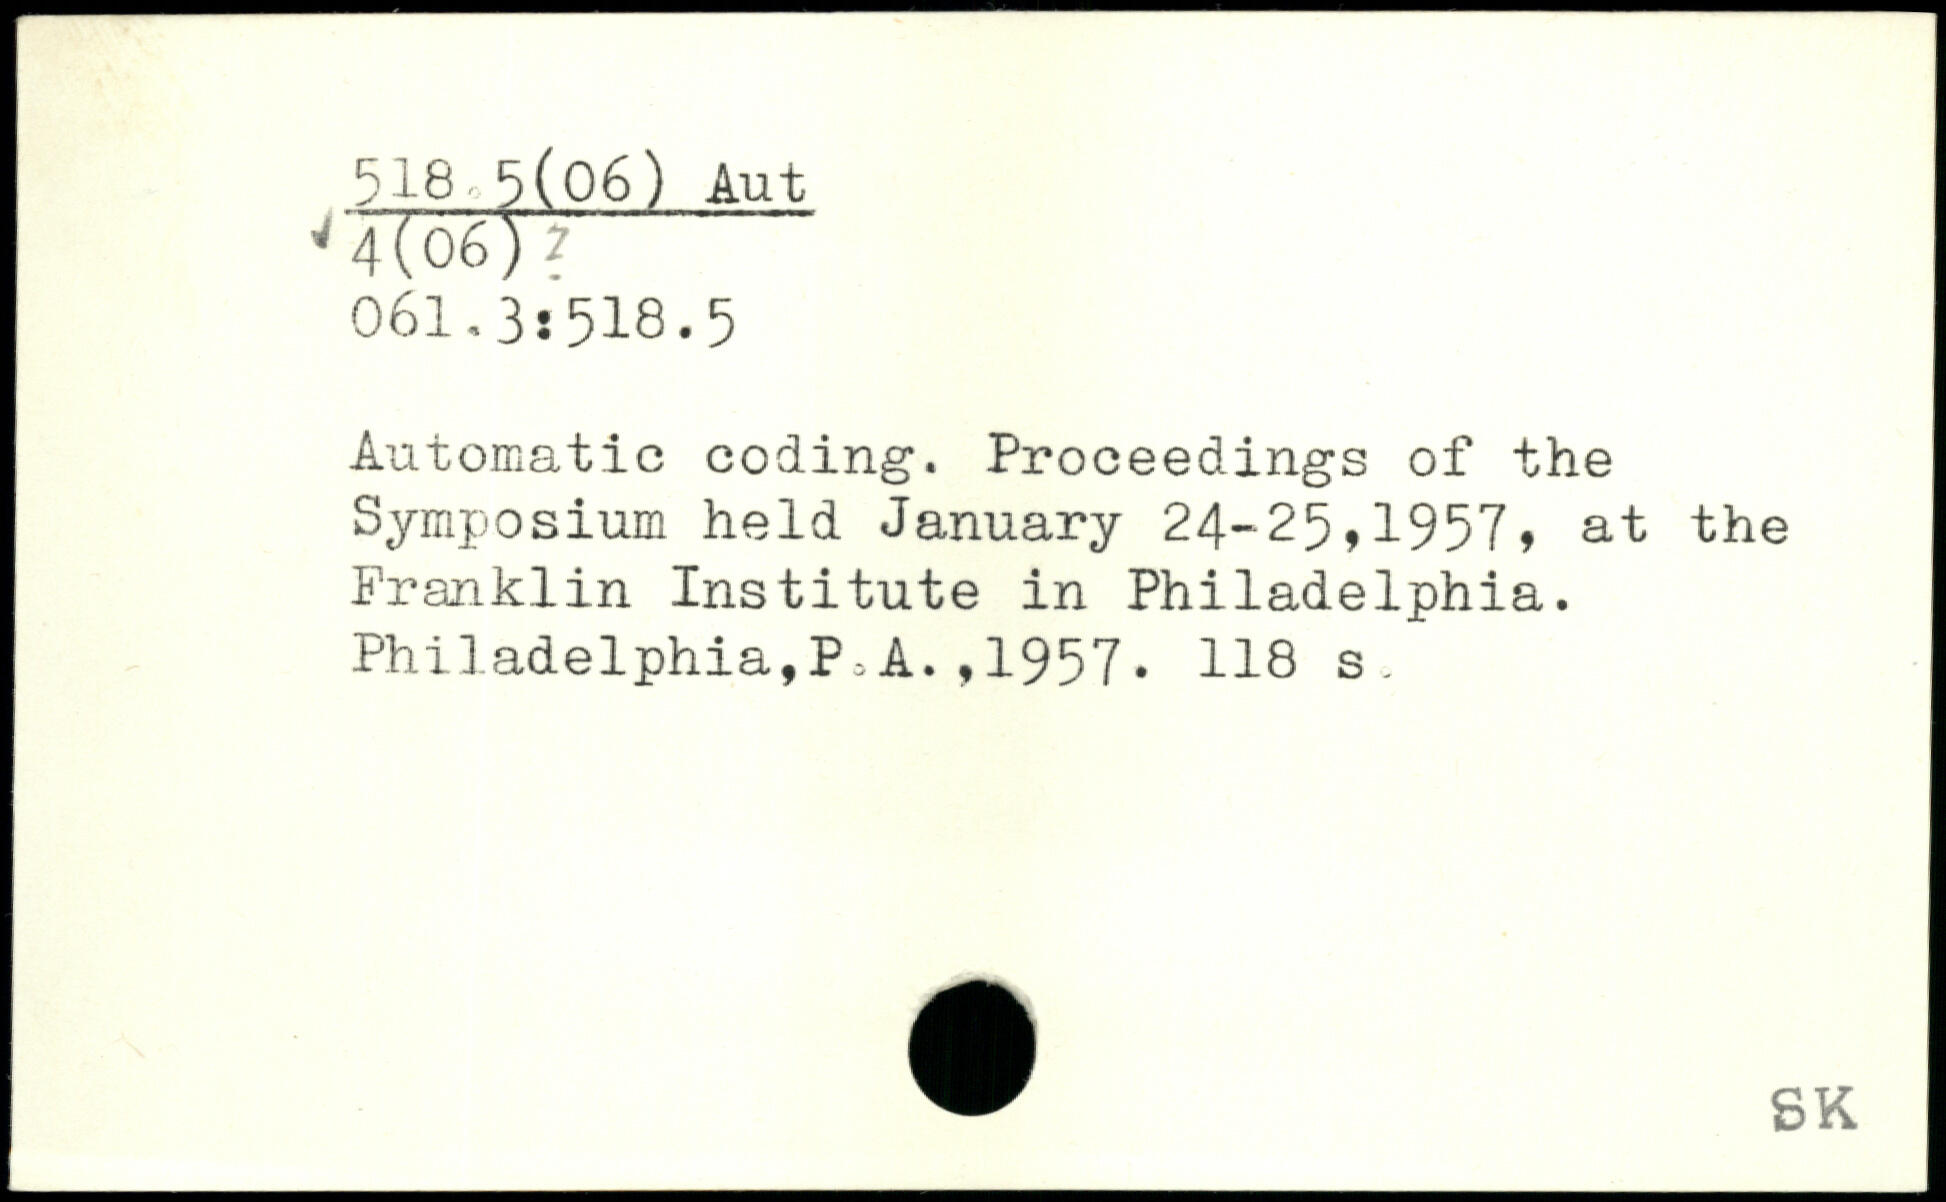 518.5(06) Aut
4(06) ?
061.3:518.5
Automatic coding. Proceedings of the
Symposium held January 24-25,1957, at the
Franklin Institute in Philadelphia.
Philadelphia,P.A.,1957. 118 s.
SK